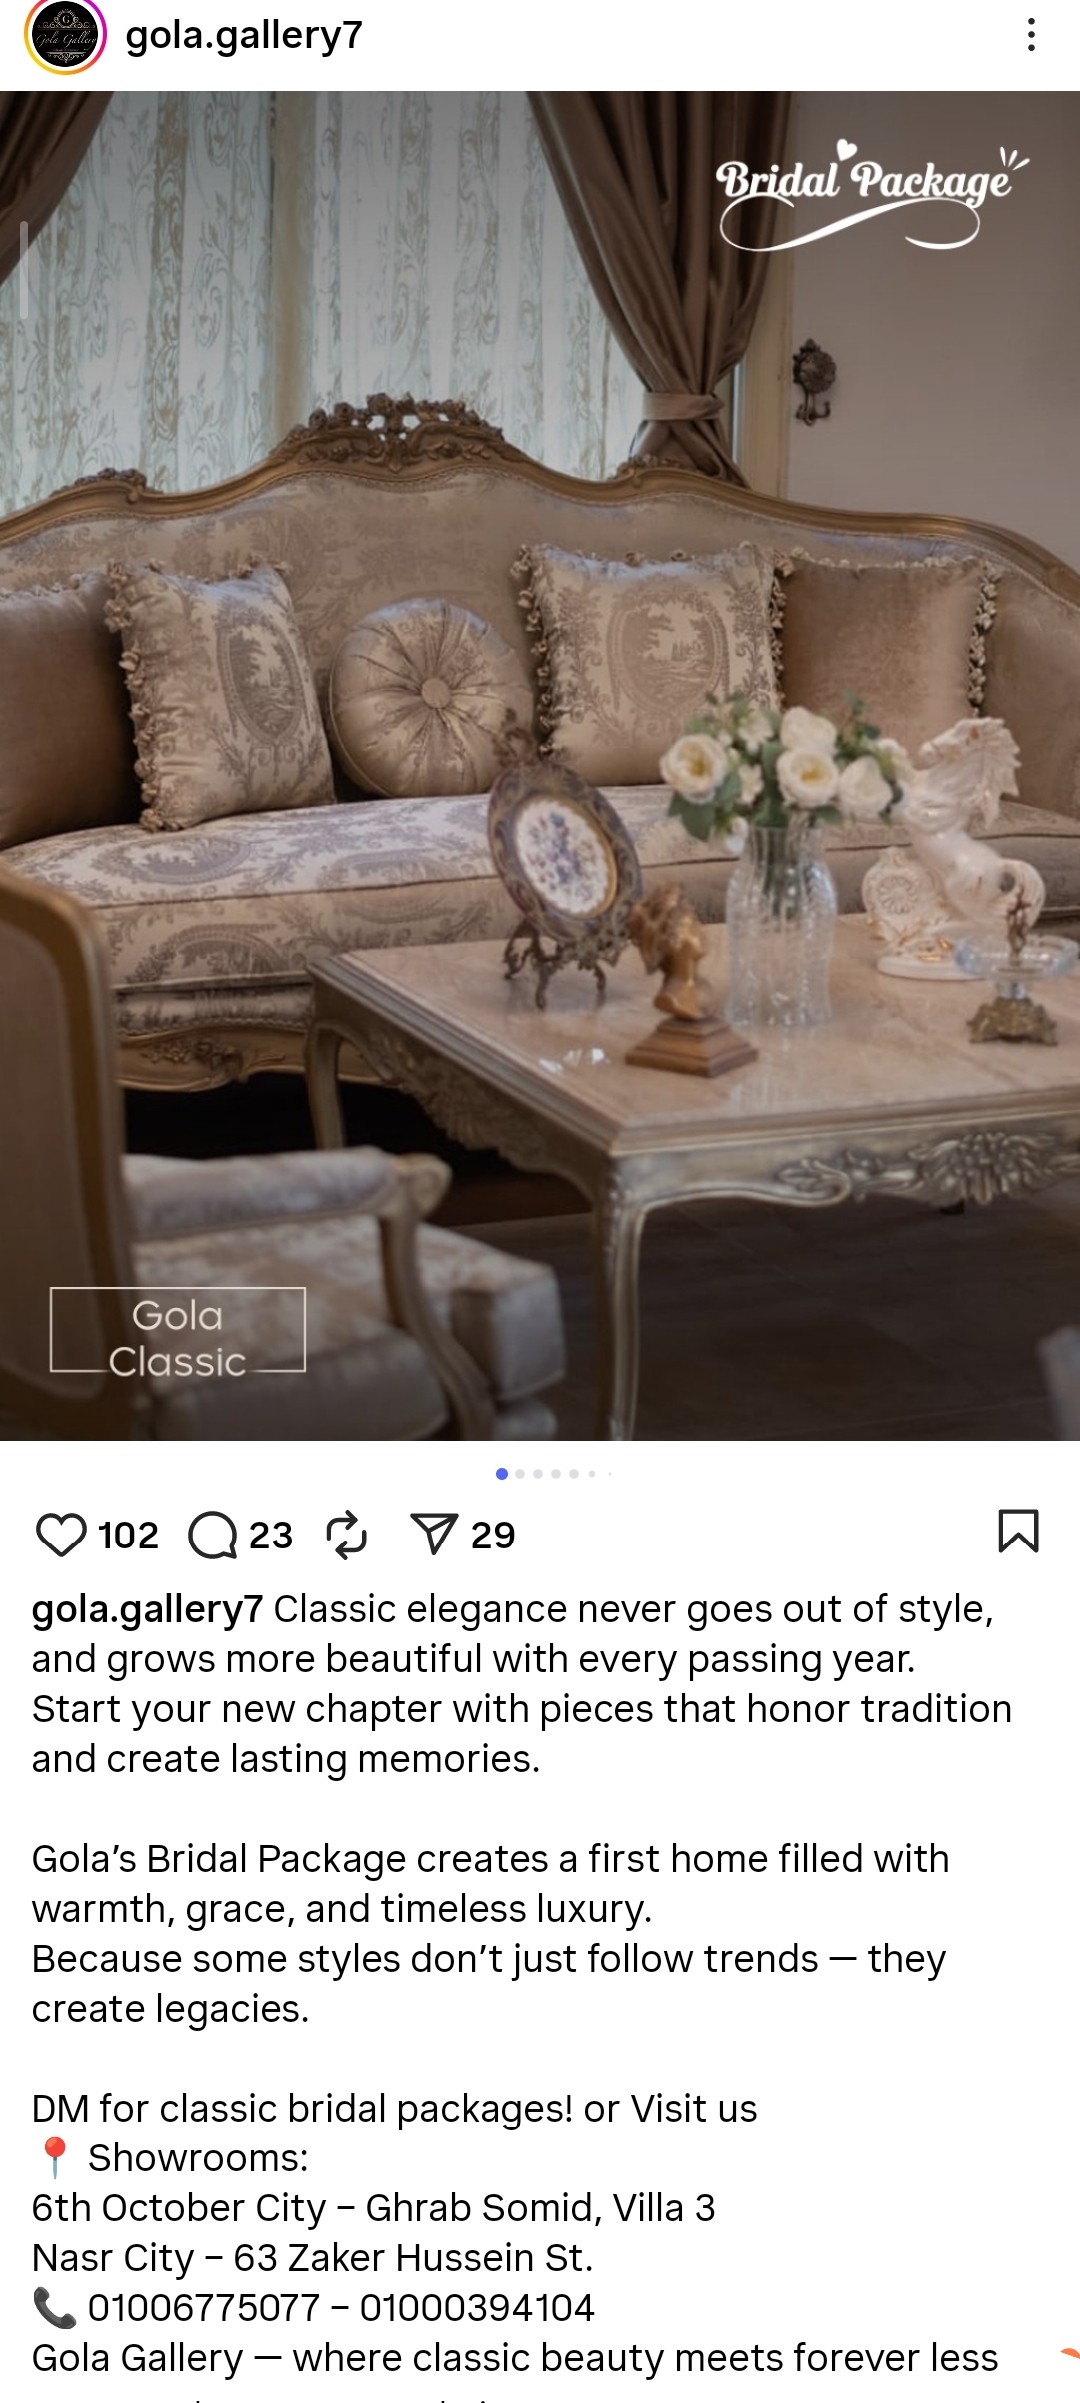 gola.gallery7
Bridal Package
Gola
Classic
102 23 29
gola.gallery7 Classic elegance never goes out of style,
and grows more beautiful with every passing year.
Start your new chapter with pieces that honor tradition
and create lasting memories.
Gola’s Bridal Package creates a first home filled with
warmth, grace, and timeless luxury.
Because some styles don’t just follow trends — they
create legacies.
DM for classic bridal packages! or Visit us
📍 Showrooms:
6th October City – Ghrab Somid, Villa 3
Nasr City – 63 Zaker Hussein St.
📞 01006775077 – 01000394104
Gola Gallery — where classic beauty meets forever less